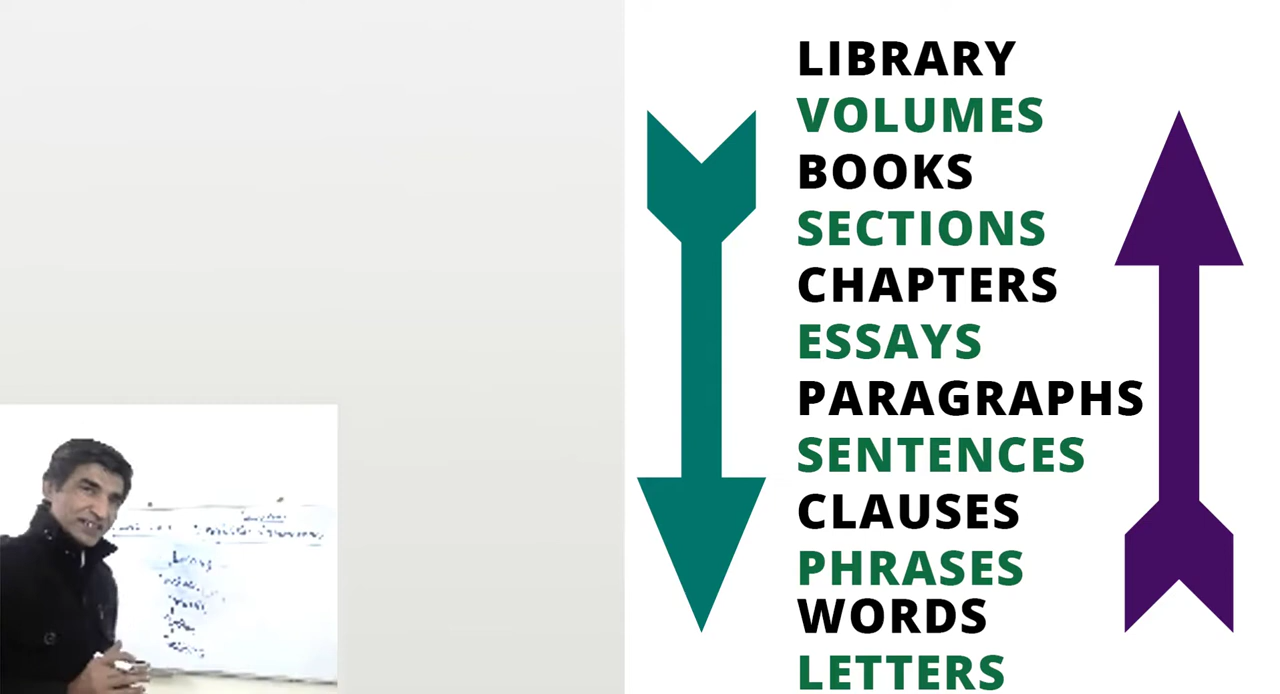 LIBRARY
VOLUMES
BOOKS
SECTIONS
CHAPTERS
ESSAYS
PARAGRAPHS
SENTENCES
CLAUSES
PHRASES
WORDS
LETTERS